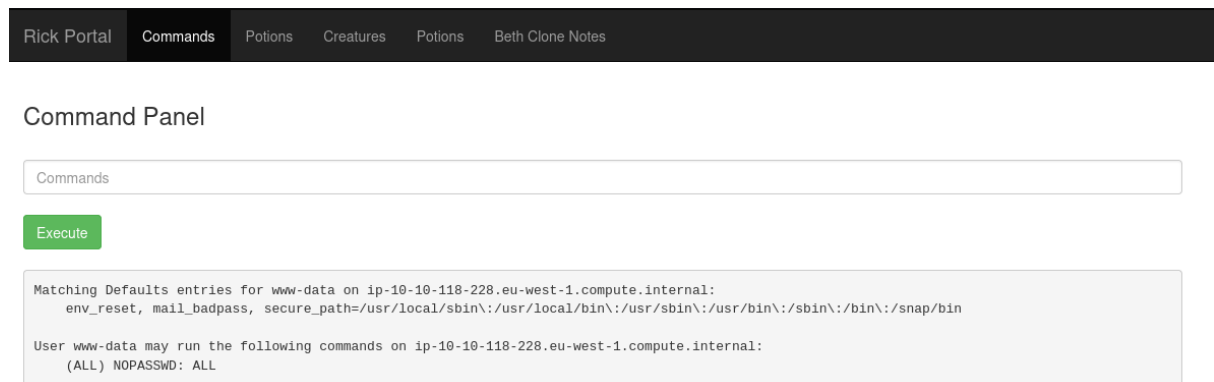 Rick Portal Commands Potions Creatures Potions Beth Clone Notes
Command Panel
Commands
Execute
Matching Defaults entries for www-data on ip-10-10-118-228.eu-west-1.compute.internal:
    env_reset, mail_badpass, secure_path=/usr/local/sbin\:/usr/local/bin\:/usr/sbin\:/usr/bin\:/sbin\:/bin\:/snap/bin
User www-data may run the following commands on ip-10-10-118-228.eu-west-1.compute.internal:
    (ALL) NOPASSWD: ALL